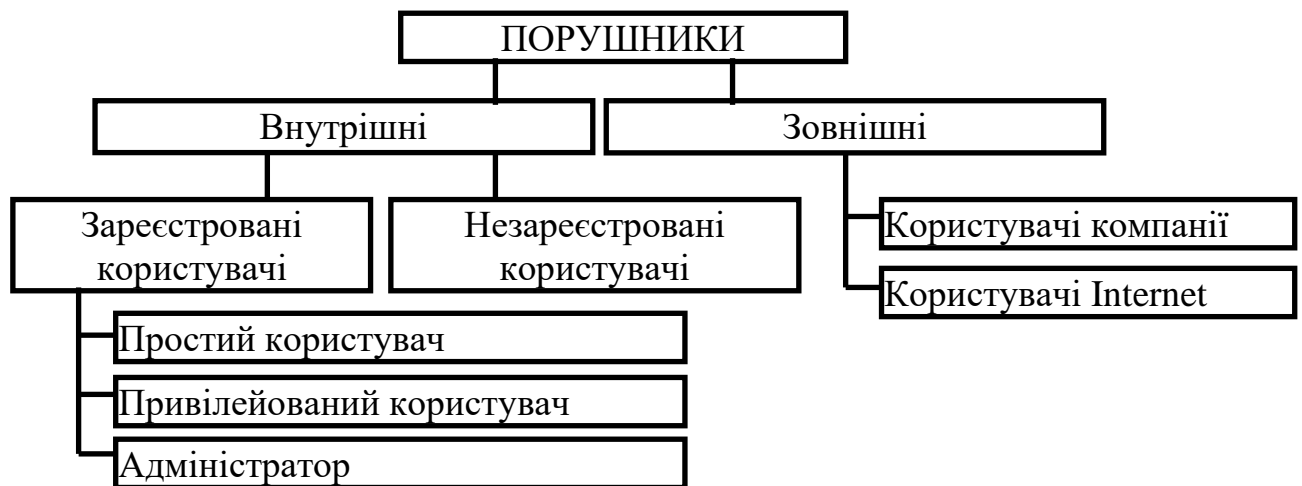 ПОРУШНИКИ
Внутрішні
Зовнішні
Зареєстровані
користувачі
Незареєстровані
користувачі
Користувачі компанії
Користувачі Internet
Простий користувач
Привілейований користувач
Адміністратор